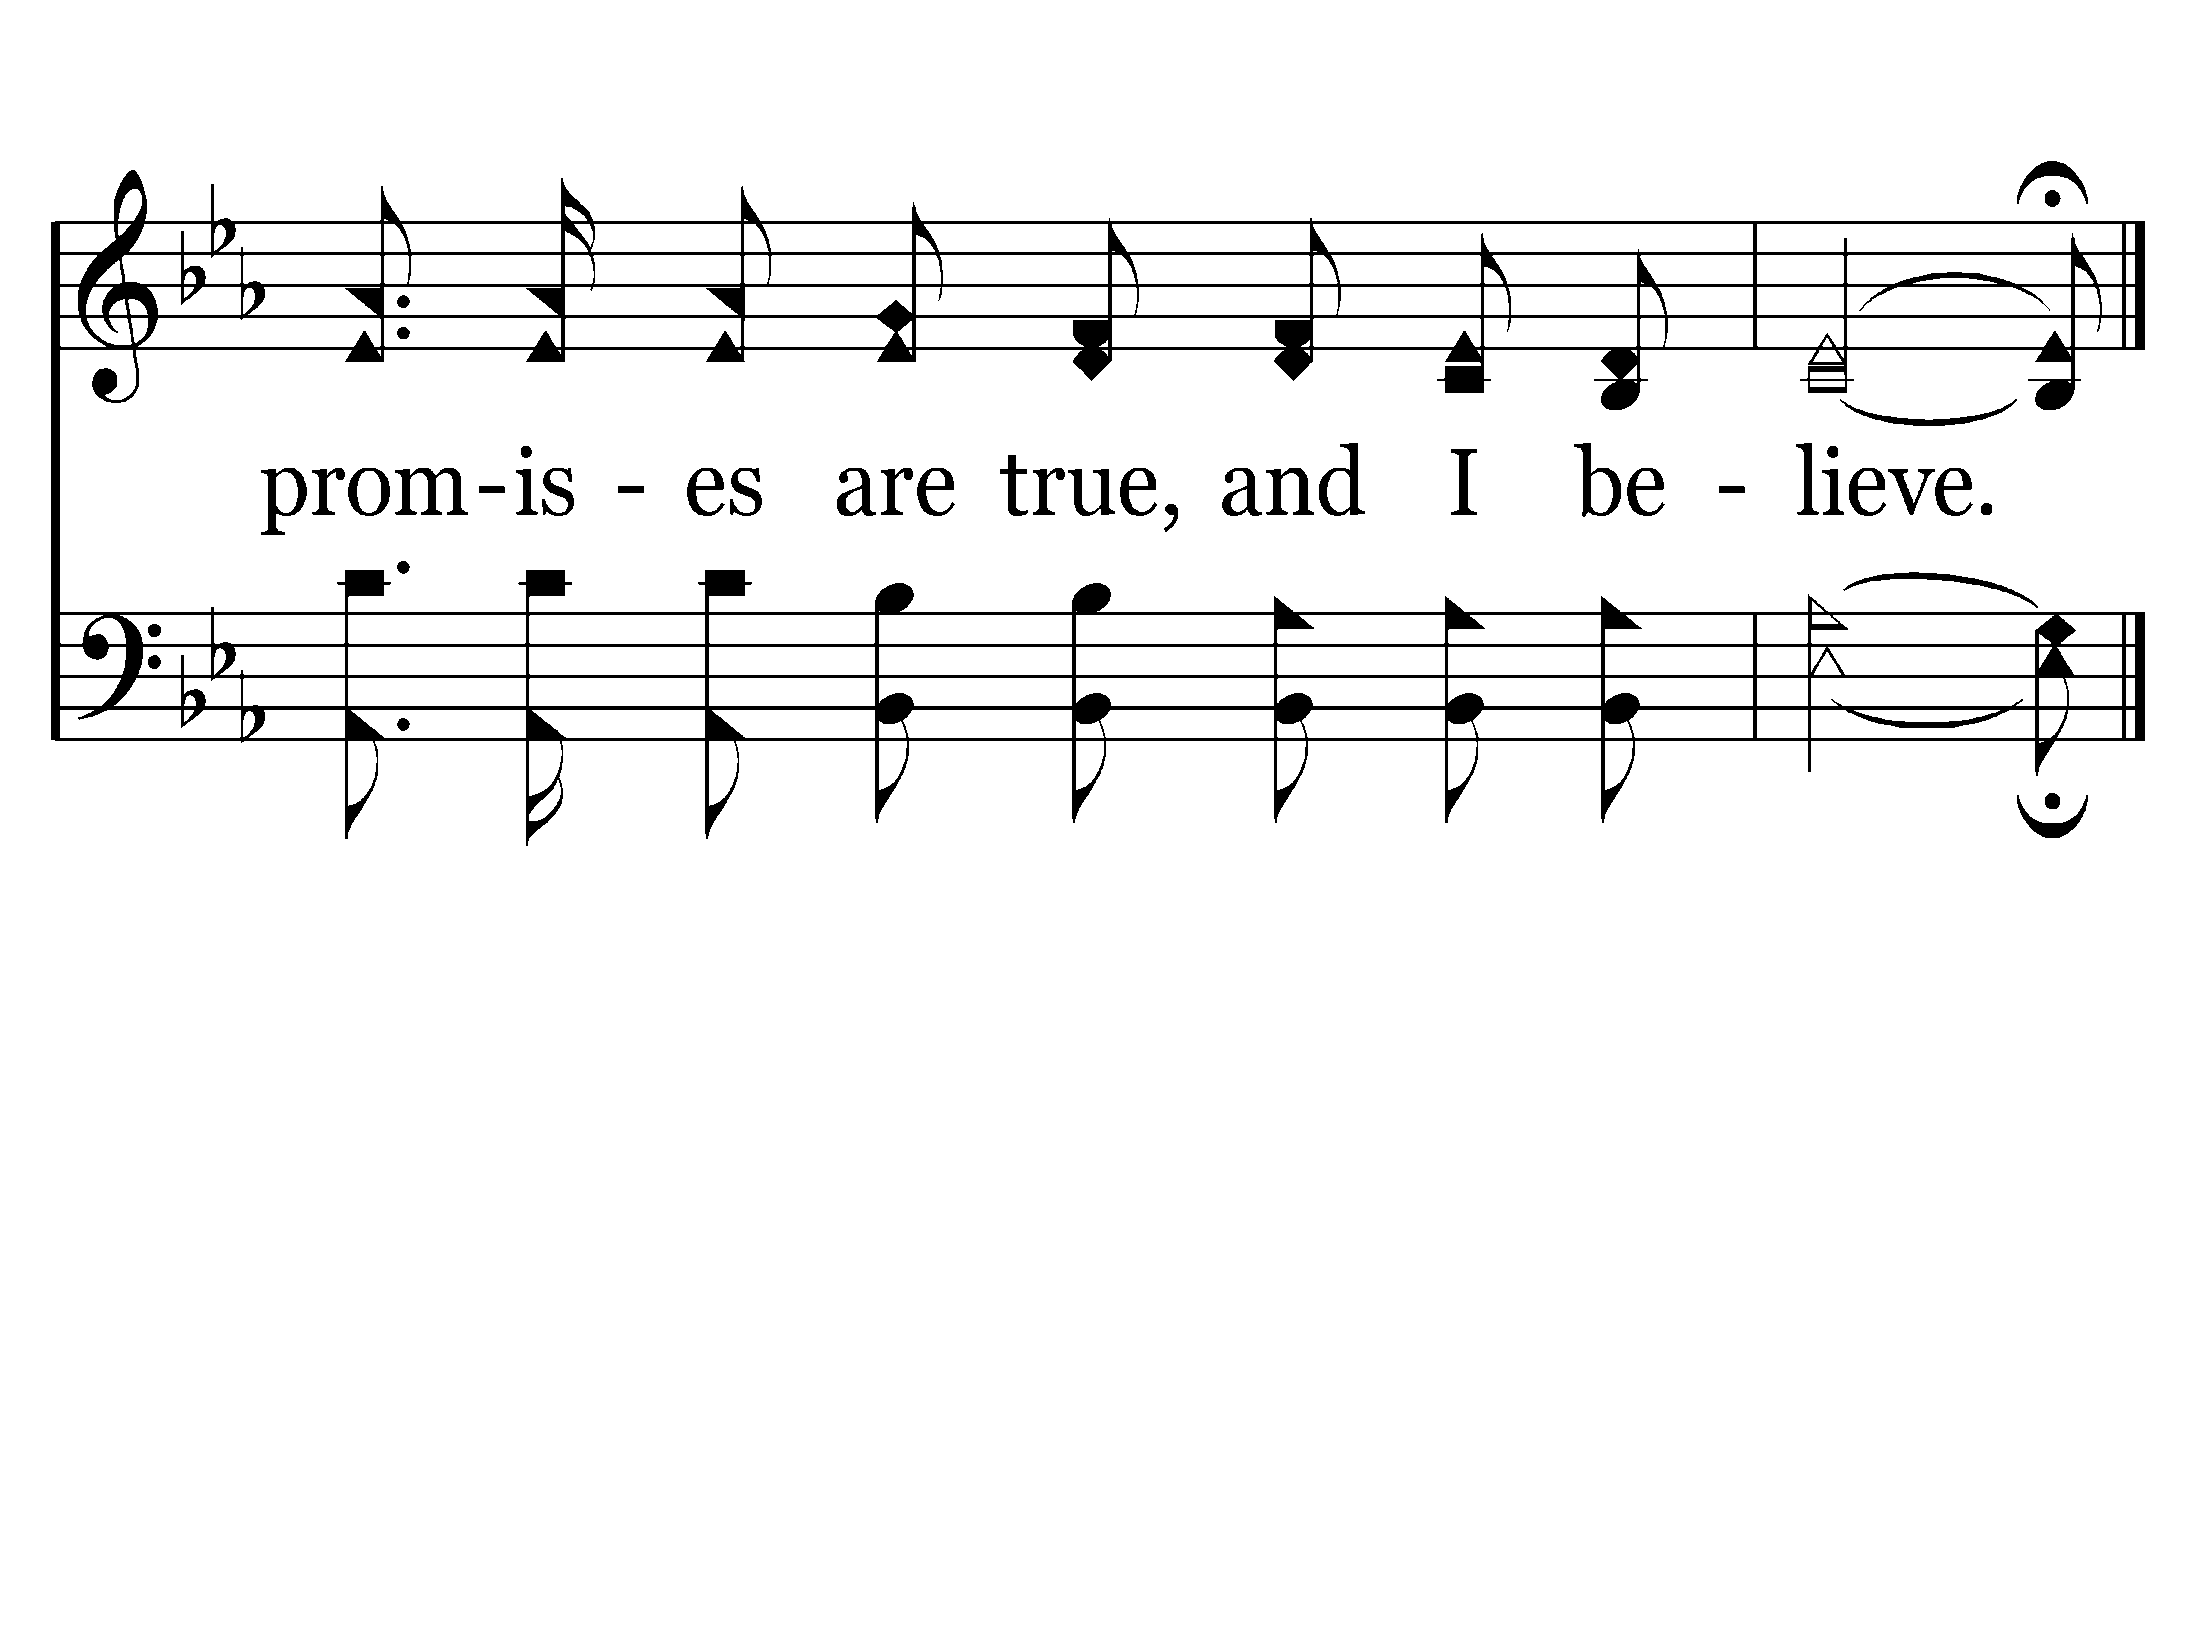 prom-is - es are true, and I be - lieve.